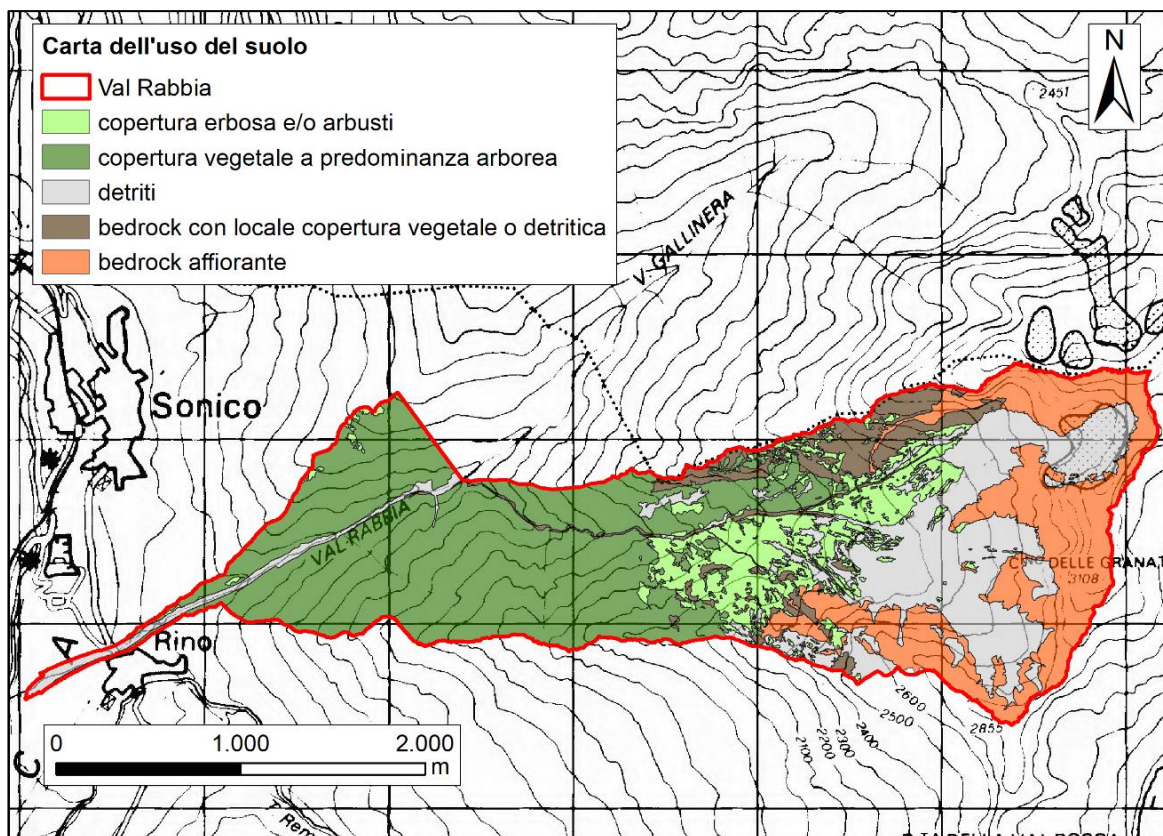 Carta dell'uso del suolo
Val Rabbia
copertura erbosa e/o arbusti
copertura vegetale a predominanza arborea
detriti
bedrock con locale copertura vegetale o detritica
bedrock affiorante
N
2451
V. GALLINERA
Sonico
VAL RABBIA
DELLE GRANAT
3108
Rino
A
C
2600
2500
2400
2300
2200
2100
2855
0 1.000 2.000
m